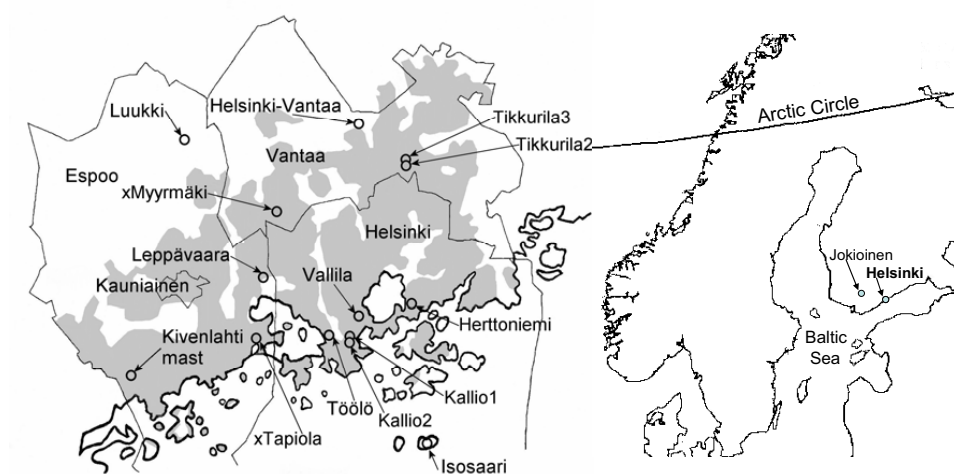 Helsinki-Vantaa
Luukki
Tikkurila3
Tikkurila2
Vantaa
Espoo
xMyyrmäki
Helsinki
Leppävaara
Kauniainen
Vallila
Herttoniemi
Kivenlahti
mast
Töölö
Kallio1
Kallio2
xTapiola
Isosaari
Arctic Circle
Jokioinen
Helsinki
Baltic
Sea